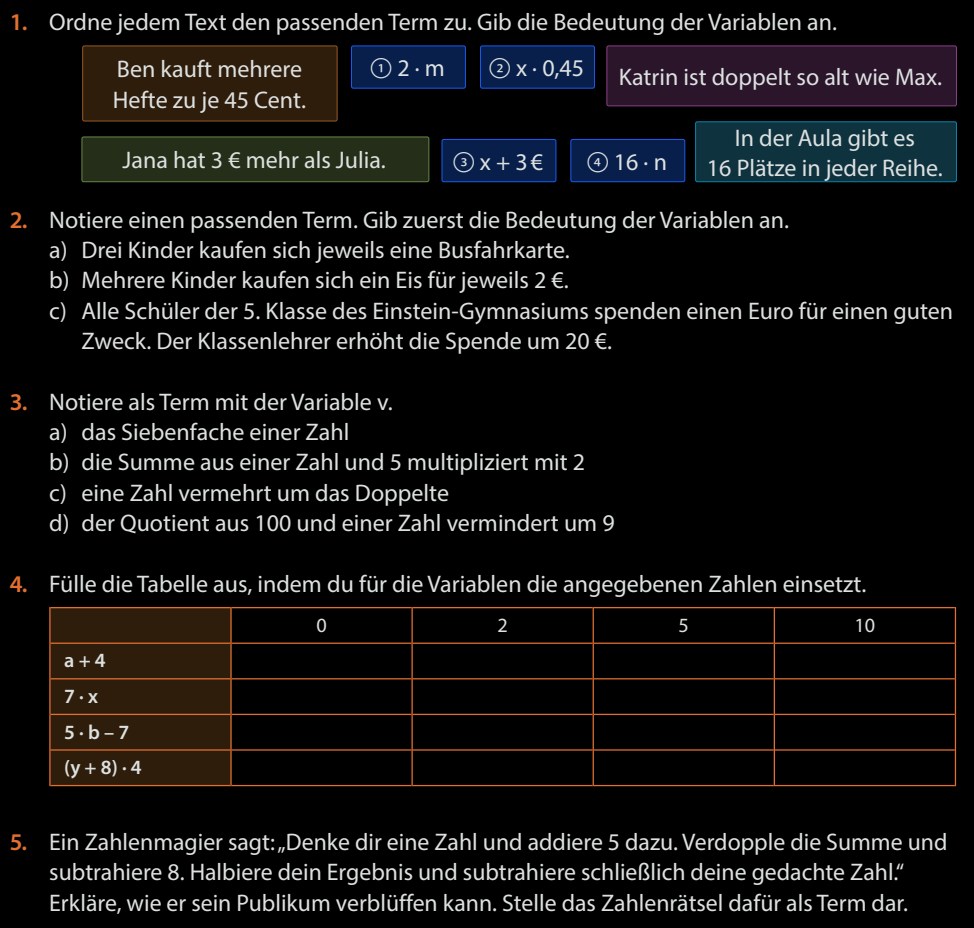 1. Ordne jedem Text den passenden Term zu. Gib die Bedeutung der Variablen an.
Ben kauft mehrere
Hefte zu je 45 Cent.
① 2 · m
② x · 0,45
Katrin ist doppelt so alt wie Max.
Jana hat 3 € mehr als Julia.
③ x + 3 €
④ 16 · n
In der Aula gibt es
16 Plätze in jeder Reihe.
2. Notiere einen passenden Term. Gib zuerst die Bedeutung der Variablen an.
a) Drei Kinder kaufen sich jeweils eine Busfahrkarte.
b) Mehrere Kinder kaufen sich ein Eis für jeweils 2 €.
c) Alle Schüler der 5. Klasse des Einstein-Gymnasiums spenden einen Euro für einen guten
Zweck. Der Klassenlehrer erhöht die Spende um 20 €.
3. Notiere als Term mit der Variable v.
a) das Siebenfache einer Zahl
b) die Summe aus einer Zahl und 5 multipliziert mit 2
c) eine Zahl vermehrt um das Doppelte
d) der Quotient aus 100 und einer Zahl vermindert um 9
4. Fülle die Tabelle aus, indem du für die Variablen die angegebenen Zahlen einsetzt.
0 2 5 10
a + 4
7 · x
5 · b – 7
(y + 8) · 4
5. Ein Zahlenmagier sagt: „Denke dir eine Zahl und addiere 5 dazu. Verdopple die Summe und
subtrahiere 8. Halbiere dein Ergebnis und subtrahiere schließlich deine gedachte Zahl.“
Erkläre, wie er sein Publikum verblüffen kann. Stelle das Zahlenrätsel dafür als Term dar.